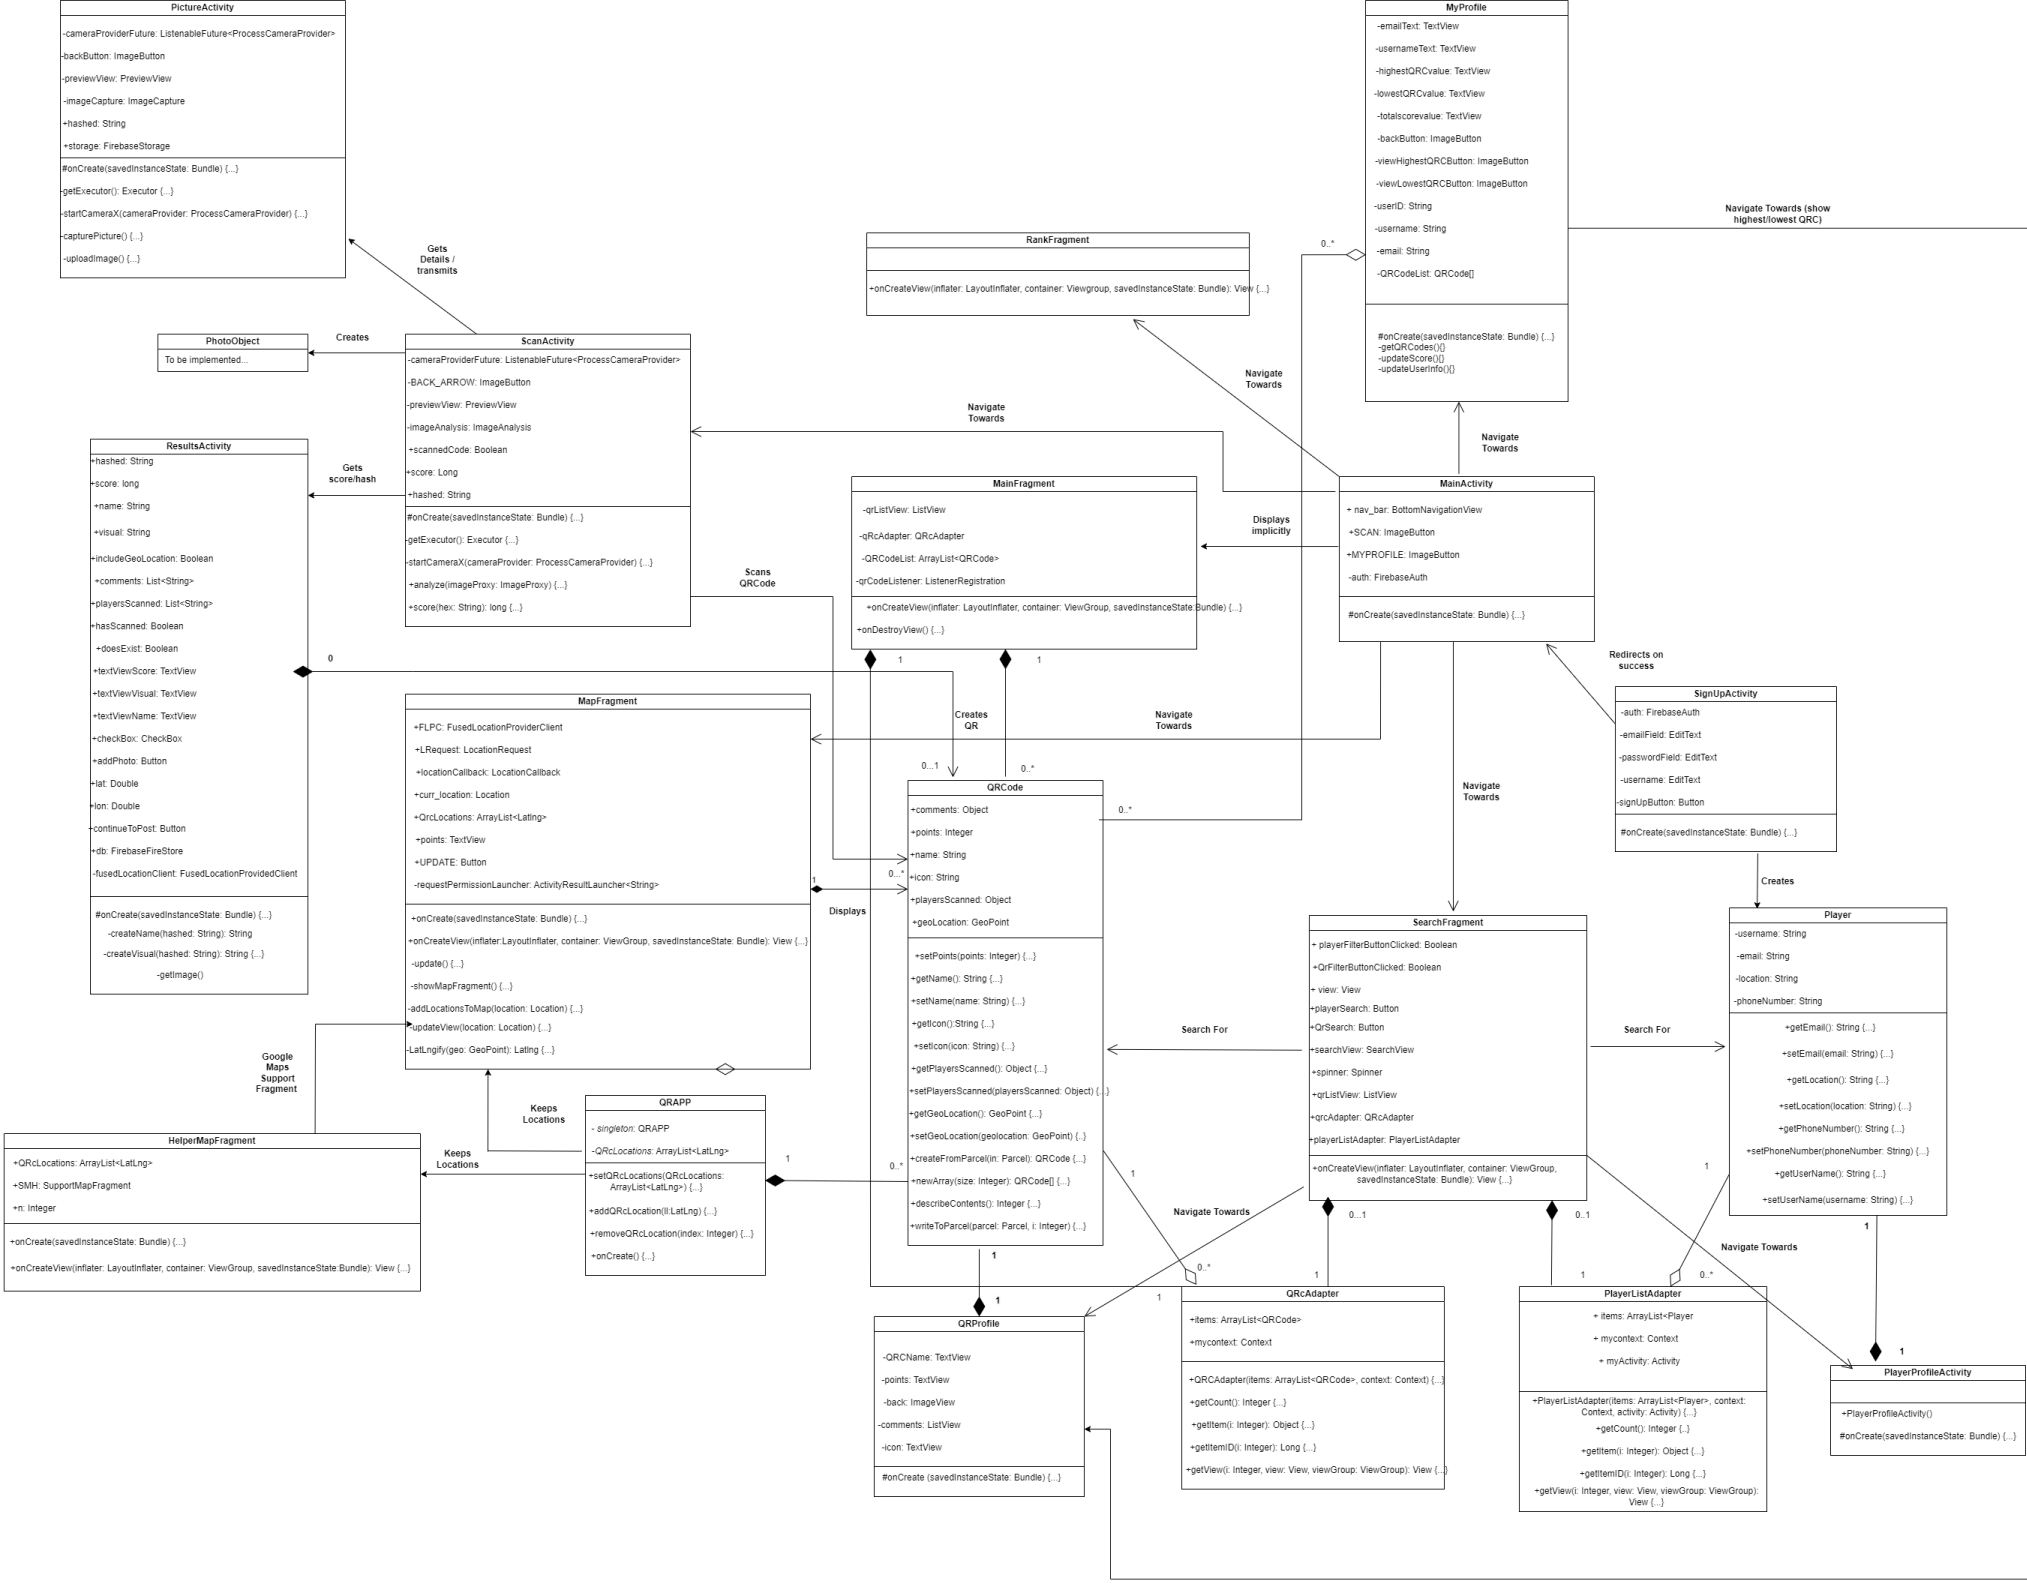 PictureActivity
-cameraProviderFuture: ListenableFuture<ProcessCameraProvider>
-backButton: ImageButton
-previewView: PreviewView
-imageCapture: ImageCapture
+hashed: String
+storage: FirebaseStorage
#onCreate(savedInstanceState: Bundle) {...}
-getExecutor(): Executor {...}
-startCameraX(cameraProvider: ProcessCameraProvider) {...}
-capturePicture() {...}
-uploadImage() {...}
MyProfile
-emailText: TextView
-usernameText: TextView
-highestQRCvalue: TextView
-lowestQRCvalue: TextView
-totalscorevalue: TextView
-backButton: ImageButton
-viewHighestQRCButton: ImageButton
-viewLowestQRCButton: ImageButton
-userID: String
-username: String
-email: String
-QRCodeList: QRCode[]
#onCreate(savedInstanceState: Bundle) {...}
-getQRCodes(){}
-updateScore(){}
-updateUserInfo(){}
Navigate Towards (show
highest/lowest QRC)
0..*
RankFragment
+onCreateView(inflater: LayoutInflater, container: Viewgroup, savedInstanceState: Bundle): View {...}
Gets
Details /
transmits
PhotoObject
To be implemented...
Creates
ScanActivity
-cameraProviderFuture: ListenableFuture<ProcessCameraProvider>
-BACK_ARROW: ImageButton
-previewView: PreviewView
-imageAnalysis: ImageAnalysis
+scannedCode: Boolean
+score: Long
+hashed: String
#onCreate(savedInstanceState: Bundle) {...}
-getExecutor(): Executor {...}
-startCameraX(cameraProvider: ProcessCameraProvider) {...}
+analyze(imageProxy: ImageProxy) {...}
+score(hex: String): long {...}
Navigate
Towards
Navigate
Towards
Navigate
Towards
Gets
score/hash
ResultsActivity
+hashed: String
+score: long
+name: String
+visual: String
+includeGeoLocation: Boolean
+comments: List<String>
+playersScanned: List<String>
+hasScanned: Boolean
+doesExist: Boolean
+textViewScore: TextView
+textViewVisual: TextView
+textViewName: TextView
+checkBox: CheckBox
+addPhoto: Button
+lat: Double
+lon: Double
+continueToPost: Button
+db: FirebaseFireStore
-fusedLocationClient: FusedLocationProvidedClient
#onCreate(savedInstanceState: Bundle) {...}
-createName(hashed: String): String
-createVisual(hashed: String): String {...}
-getImage()
MainFragment
-qrListView: ListView
-qRcAdapter: QRcAdapter
-QRCodeList: ArrayList<QRCode>
-qrCodeListener: ListenerRegistration
+onCreateView(inflater: LayoutInflater, container: ViewGroup, savedInstanceState:Bundle) {...}
+onDestroyView() {...}
Displays
implicitly
MainActivity
+ nav_bar: BottomNavigationView
+SCAN: ImageButton
+MYPROFILE: ImageButton
-auth: FirebaseAuth
#onCreate(savedInstanceState: Bundle) {...}
Scans
QRCode
0
1
1
Redirects on
success
SignUpActivity
-auth: FirebaseAuth
-emailField: EditText
-passwordField: EditText
-username: EditText
-signUpButton: Button
#onCreate(savedInstanceState: Bundle) {...}
Creates
MapFragment
+FLPC: FusedLocationProviderClient
+LRequest: LocationRequest
+locationCallback: LocationCallback
+curr_location: Location
+QrcLocations: ArrayList<Latlng>
+points: TextView
+UPDATE: Button
-requestPermissionLauncher: ActivityResultLauncher<String>
+onCreate(savedInstanceState: Bundle) {...}
+onCreateView(inflater:LayoutInflater, container: ViewGroup, savedInstanceState: Bundle): View {...}
-update() {...}
-showMapFragment() {...}
-addLocationsToMap(location: Location) {...}
-updateView(location: Location) {...}
-LatLngify(geo: GeoPoint): Latlng {...}
Creates
QR
Navigate
Towards
Navigate
Towards
0...1
0..*
0..*
0...*
1
Displays
QRCode
+comments: Object
+points: Integer
+name: String
+icon: String
+playersScanned: Object
+geoLocation: GeoPoint
+setPoints(points: Integer) {...}
+getName(): String {...}
+setName(name: String) {...}
+getIcon():String {...}
+setIcon(icon: String) {...}
+getPlayersScanned(): Object {...}
+setPlayersScanned(playersScanned: Object) {...}
+getGeoLocation(): GeoPoint {...}
+setGeoLocation(geolocation: GeoPoint) {..}
+createFromParcel(in: Parcel): QRCode {...}
+newArray(size: Integer): QRCode[] {...}
+describeContents(): Integer {...}
+writeToParcel(parcel: Parcel, i: Integer) {...}
Search For
SearchFragment
+ playerFilterButtonClicked: Boolean
+QrFilterButtonClicked: Boolean
+ view: View
+playerSearch: Button
+QrSearch: Button
+searchView: SearchView
+spinner: Spinner
+qrListView: ListView
+qrcAdapter: QRcAdapter
+playerListAdapter: PlayerListAdapter
+onCreateView(inflater: LayoutInflater, container: ViewGroup,
savedInstanceState: Bundle): View {...}
Search For
Player
-username: String
-email: String
-location: String
-phoneNumber: String
+getEmail(): String {...}
+setEmail(email: String) {...}
+getLocation(): String {...}
+setLocation(location: String) {...}
+getPhoneNumber(): String {...}
+setPhoneNumber(phoneNumber: String) {...}
+getUserName(): String {...}
+setUserName(username: String) {...}
Google
Maps
Support
Fragment
Keeps
Locations
Keeps
Locations
QRAPP
- singleton: QRAPP
-QRcLocations: ArrayList<LatLng>
+setQRcLocations(QRcLocations:
ArrayList<LatLng>) {...}
+addQRcLocation(ll:LatLng) {...}
+removeQRcLocation(index: Integer) {...}
+onCreate() {...}
1
0..*
HelperMapFragment
+QRcLocations: ArrayList<LatLng>
+SMH: SupportMapFragment
+n: Integer
+onCreate(savedInstanceState: Bundle) {...}
+onCreateView(inflater: LayoutInflater, container: ViewGroup, savedInstanceState:Bundle): View {...}
1
Navigate Towards
0...1
0..1
1
1
Navigate Towards
1
0..*
1
1
0..*
1
1
QRProfile
-QRCName: TextView
-points: TextView
-back: ImageView
-comments: ListView
-icon: TextView
#onCreate (savedInstanceState: Bundle) {...}
1
QRcAdapter
+items: ArrayList<QRCode>
+mycontext: Context
+QRCAdapter(items: ArrayList<QRCode>, context: Context) {...}
+getCount(): Integer {...}
+getItem(i: Integer): Object {...}
+getItemID(i: Integer): Long {...}
+getView(i: Integer, view: View, viewGroup: ViewGroup): View {...}
PlayerListAdapter
+ items: ArrayList<Player
+ mycontext: Context
+ myActivity: Activity
+PlayerListAdapter(items: ArrayList<Player>, context:
Context, activity: Activity) {...}
+getCount(): Integer {..}
+getItem(i: Integer): Object {...}
+getItemID(i: Integer): Long {...}
+getView(i: Integer, view: View, viewGroup: ViewGroup):
View {...}
1
PlayerProfileActivity
+PlayerProfileActivity()
#onCreate(savedInstanceState: Bundle) {...}